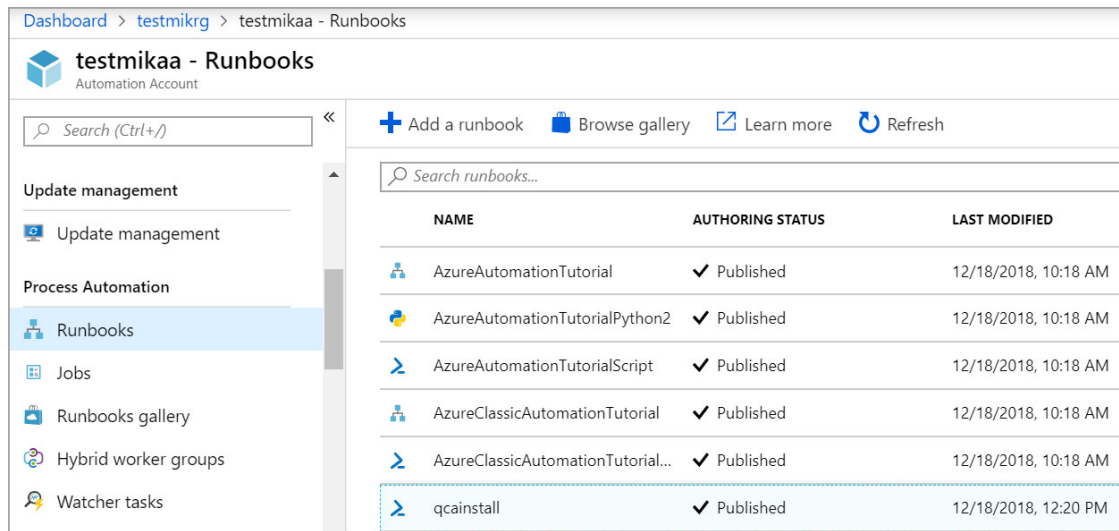 Dashboard > testmikrg > testmikaa - Runbooks
testmikaa - Runbooks
Automation Account
Search (Ctrl+/)
«
Update management
Update management
Process Automation
Runbooks
Jobs
Runbooks gallery
Hybrid worker groups
Watcher tasks
Add a runbook Browse gallery Learn more Refresh
Search runbooks...
NAME AUTHORING STATUS LAST MODIFIED
AzureAutomationTutorial Published 12/18/2018, 10:18 AM
AzureAutomationTutorialPython2 Published 12/18/2018, 10:18 AM
AzureAutomationTutorialScript Published 12/18/2018, 10:18 AM
AzureClassicAutomationTutorial Published 12/18/2018, 10:18 AM
AzureClassicAutomationTutorial... Published 12/18/2018, 10:18 AM
qcainstall Published 12/18/2018, 12:20 PM